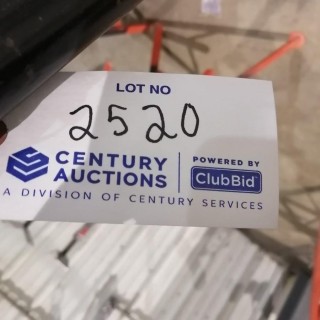 LOT NO
2520
CENTURY AUCTIONS
POWERED BY
ClubBid
A DIVISION OF CENTURY SERVICES